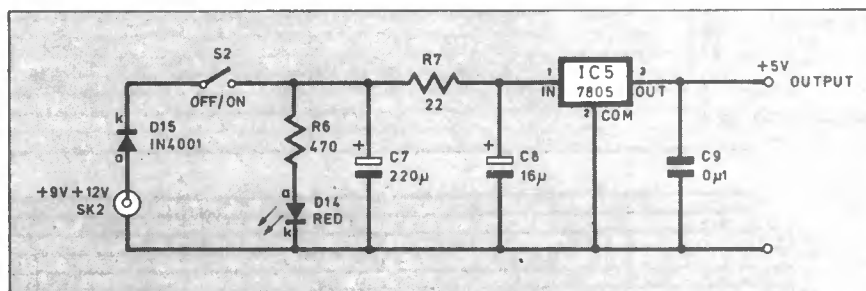 S2
OFF/ON
k
D15
IN4001
a
+9V +12V
SK2
R6
470
a
D14
RED
k
+
C7
220µ
R7
22
+
C8
16µ
1
IN
IC5
7805
3
OUT
2
COM
C9
0µ1
+5V
OUTPUT